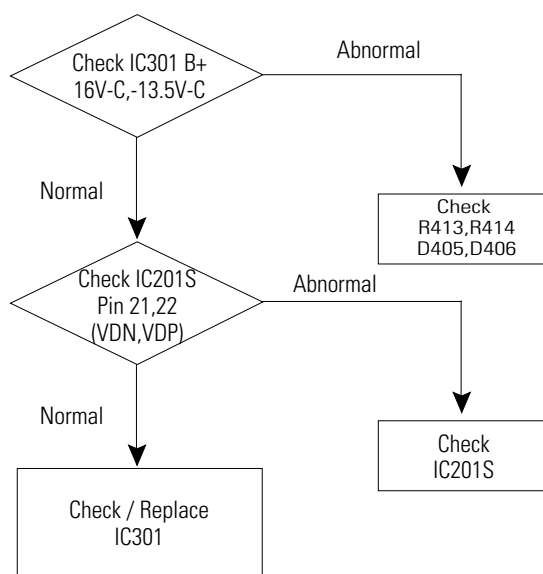 Check IC301 B+
16V-C,-13.5V-C
Abnormal
Normal
Check
R413,R414
D405,D406
Check IC201S
Pin 21,22
(VDN,VDP)
Abnormal
Normal
Check
IC201S
Check / Replace
IC301